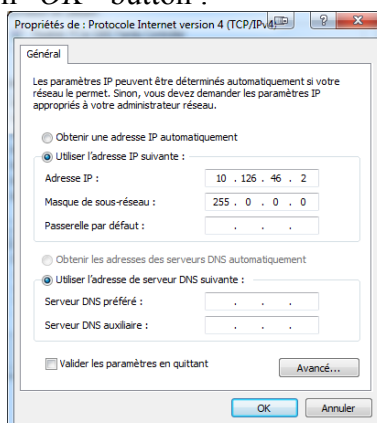 n "OK" button :
Propriétés de : Protocole Internet version 4 (TCP/IPv4)
Général
Les paramètres IP peuvent être déterminés automatiquement si votre
réseau le permet. Sinon, vous devez demander les paramètres IP
appropriés à votre administrateur réseau.
Obtenir une adresse IP automatiquement
Utiliser l'adresse IP suivante :
Adresse IP : 10 . 126 . 46 . 2
Masque de sous-réseau : 255 . 0 . 0 . 0
Passerelle par défaut : . . .
Obtenir les adresses des serveurs DNS automatiquement
Utiliser l'adresse de serveur DNS suivante :
Serveur DNS préféré : . . .
Serveur DNS auxiliaire : . . .
Valider les paramètres en quittant
Avancé...
OK Annuler